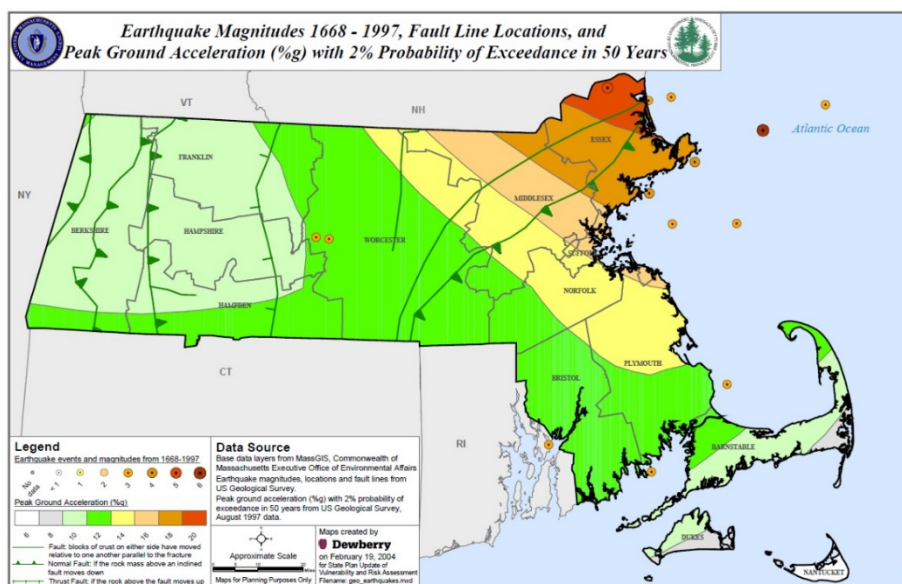 Earthquake Magnitudes 1668 - 1997, Fault Line Locations, and
Peak Ground Acceleration (%g) with 2% Probability of Exceedance in 50 Years
VT
NH
Atlantic Ocean
ESSEX
FRANKLIN
NY
MIDDLESEX
BERKSHIRE
HAMPSHIRE
WORCESTER
SUFFOLK
NORFOLK
HAMPDEN
PLYMOUTH
CT
BRISTOL
RI
BARNSTABLE
DUKES
NANTUCKET
Legend
Earthquake events and magnitudes from 1668-1997
No data
< 1
1
2
3
4
5
6
Peak Ground Acceleration (%g)
6 8 10 12 14 16 18 20
Fault: blocks of crust on either side have moved
relative to one another parallel to the fracture
Normal Fault: if the rock mass above an inclined
fault moves down
Thrust Fault: if the rock above the fault moves up
Data Source
Base data layers from MassGIS, Commonwealth of
Massachusetts Executive Office of Environmental Affairs
Earthquake magnitudes, locations and fault lines from
US Geological Survey.
Peak ground acceleration (%g) with 2% probability of
exceedance in 50 years from US Geological Survey,
August 1997 data.
Approximate Scale
Miles
Maps for Planning Purposes Only
Maps created by
Dewberry
on February 19, 2004
for State Plan Update of
Vulnerability and Risk Assessment
Filename: geo_earthquakes.mxd